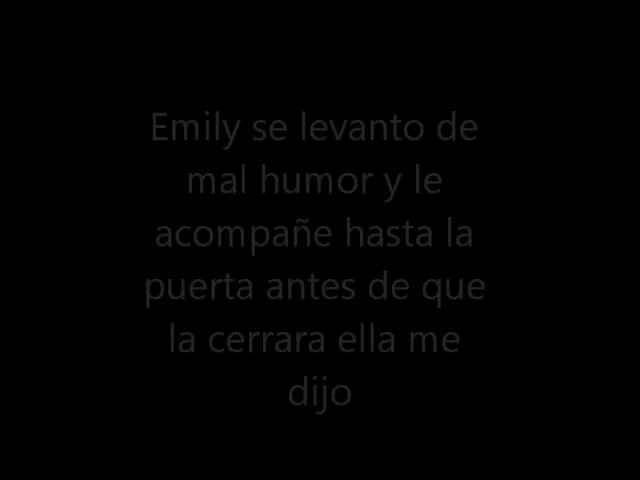 Emily se levanto de
mal humor y le
acompañe hasta la
puerta antes de que
la cerrara ella me
dijo